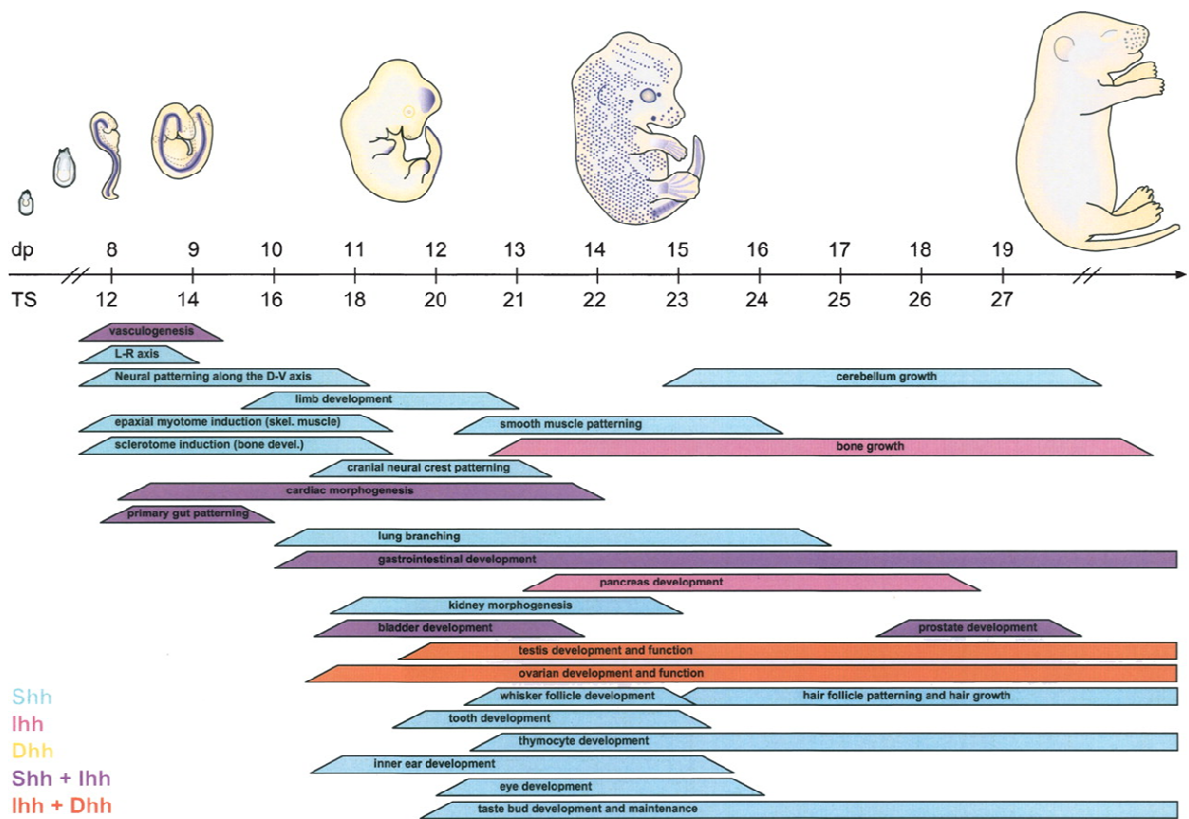 dp 8 9 10 11 12 13 14 15 16 17 18 19
TS 12 14 16 18 20 21 22 23 24 25 26 27
vasculogenesis
L-R axis
Neural patterning along the D-V axis
cerebellum growth
limb development
epaxial myotome induction (skel. muscle)
smooth muscle patterning
sclerotome induction (bone devel.)
bone growth
cranial neural crest patterning
cardiac morphogenesis
primary gut patterning
lung branching
gastrointestinal development
pancreas development
kidney morphogenesis
bladder development
prostate development
testis development and function
ovarian development and function
whisker follicle development
hair follicle patterning and hair growth
tooth development
thymocyte development
inner ear development
eye development
taste bud development and maintenance
Shh
Ihh
Dhh
Shh + Ihh
Ihh + Dhh